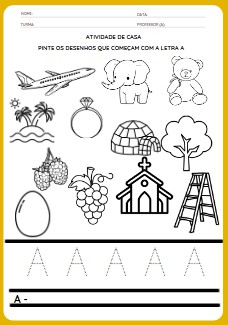 NOME: DATA:
TURMA: PROFESSOR (A):
ATIVIDADE DE CASA
PINTE OS DESENHOS QUE COMEÇAM COM A LETRA A
A A A A A
A -